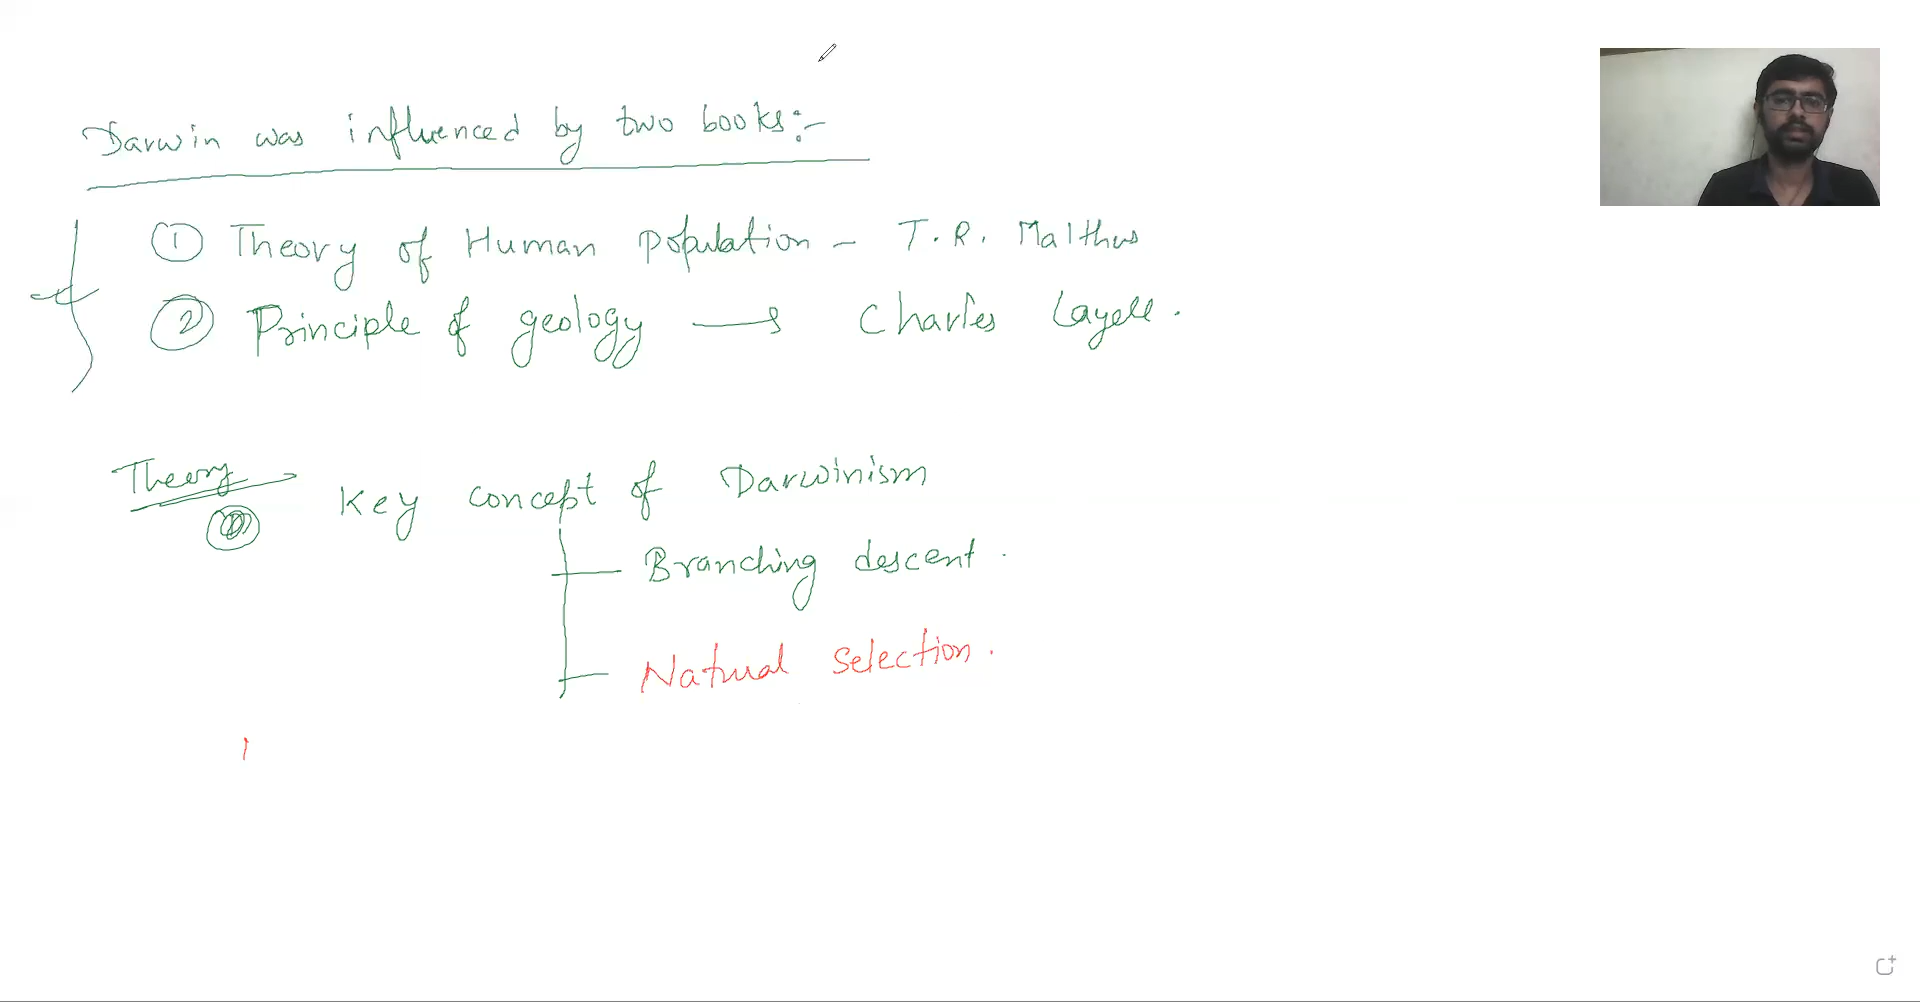 Darwin was influenced by two books:-
① Theory of Human Population - T.R. Malthus
② Principle of geology → Charles Layell.
Theory
Key concept of Darwinism
Branching descent.
Natural selection.